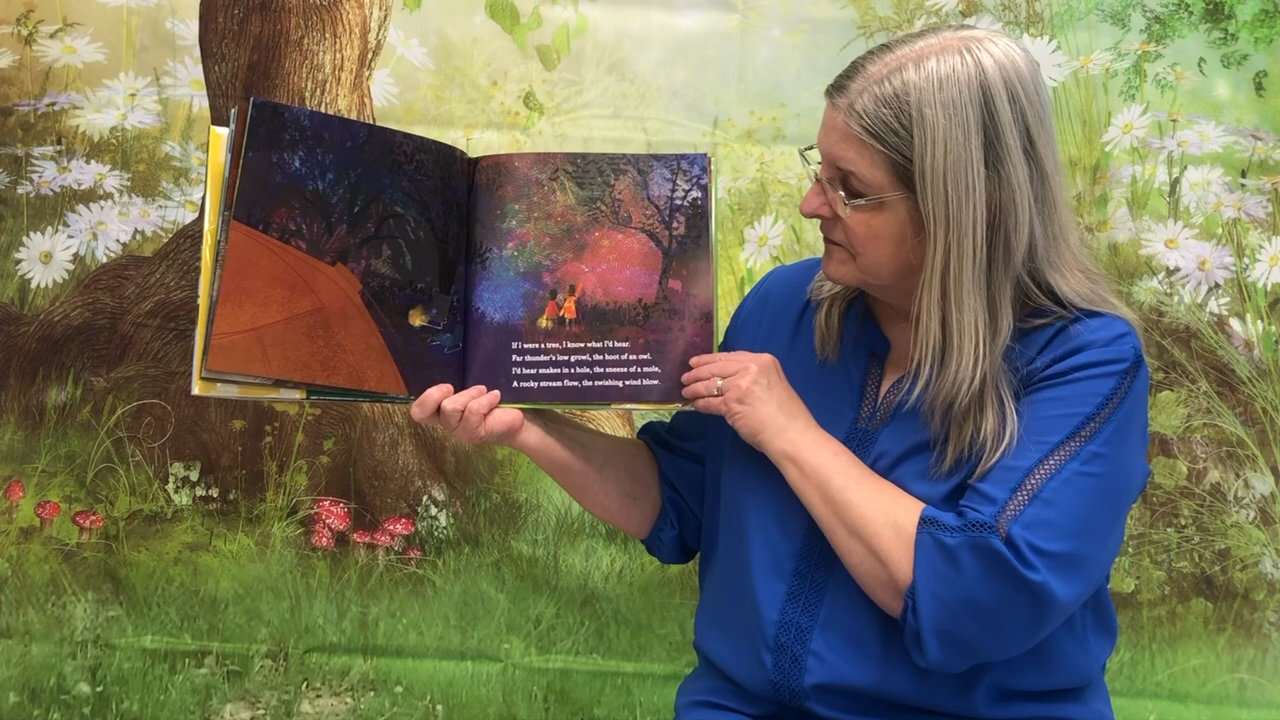 If I were a tree, I know what I'd hear.
Far thunder's low growl, the hoot of an owl.
I'd hear snakes in a hole, the sneeze of a mole,
A rocky stream flow, the swishing wind blow.